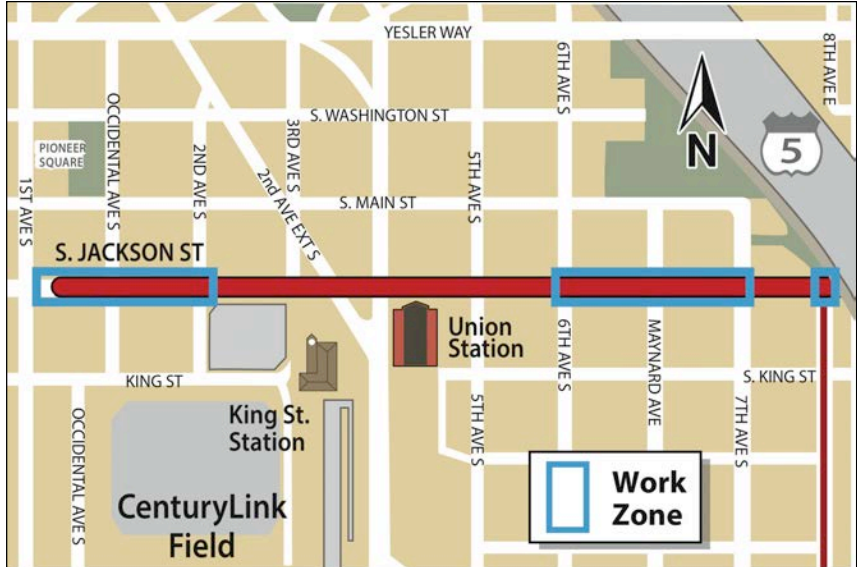 YESLER WAY
8TH AVE E
6TH AVE S
S. WASHINGTON ST
OCCIDENTAL AVE S
3RD AVE S
N
5
PIONEER
SQUARE
2ND AVE S
5TH AVE S
1ST AVE S
2nd AVE EXT S
S. MAIN ST
S. JACKSON ST
Union
Station
6TH AVE S
MAYNARD AVE
KING ST
S. KING ST
King St.
Station
OCCIDENTAL AVE S
5TH AVE S
7TH AVE S
CenturyLink
Field
Work
Zone